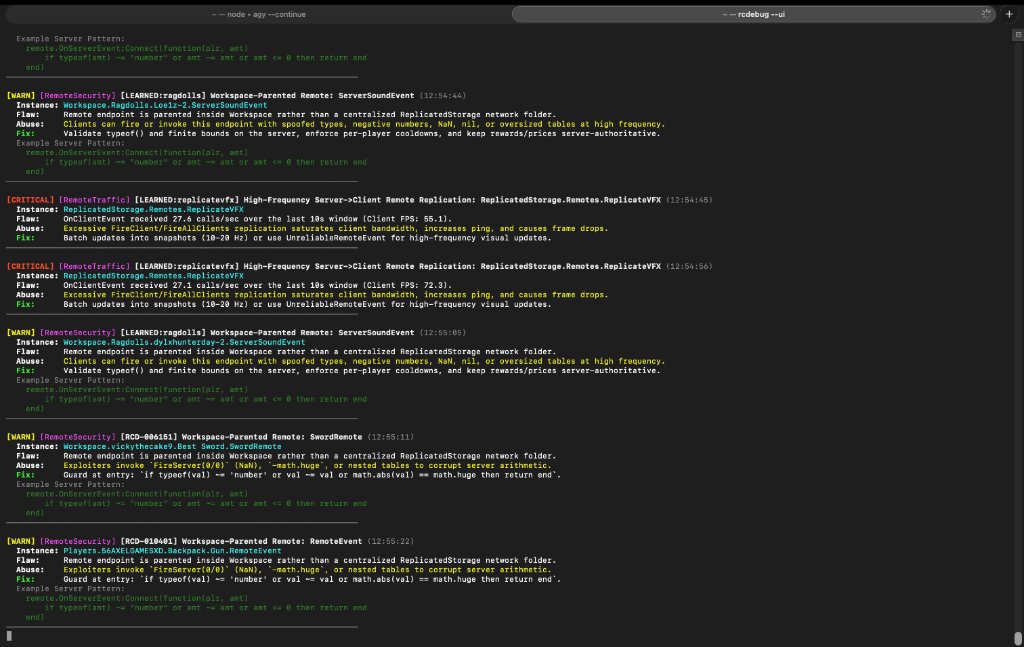 ~ — node • agy --continue
~ — rcdebug --ui
+
Example Server Pattern:
remote.OnServerEvent:Connect(function(plr, amt)
if typeof(amt) ~= "number" or amt ~= amt or amt <= 0 then return end
end)
[WARN] [RemoteSecurity] [LEARNED:ragdolls] Workspace-Parented Remote: ServerSoundEvent (12:54:44)
Instance: Workspace.Ragdolls.Loe1z-2.ServerSoundEvent
Flaw: Remote endpoint is parented inside Workspace rather than a centralized ReplicatedStorage network folder.
Abuse: Clients can fire or invoke this endpoint with spoofed types, negative numbers, NaN, nil, or oversized tables at high frequency.
Fix: Validate typeof() and finite bounds on the server, enforce per-player cooldowns, and keep rewards/prices server-authoritative.
Example Server Pattern:
remote.OnServerEvent:Connect(function(plr, amt)
if typeof(amt) ~= "number" or amt ~= amt or amt <= 0 then return end
end)
[CRITICAL] [RemoteTraffic] [LEARNED:replicatevfx] High-Frequency Server->Client Remote Replication: ReplicatedStorage.Remotes.ReplicateVFX (12:54:45)
Instance: ReplicatedStorage.Remotes.ReplicateVFX
Flaw: OnClientEvent received 27.6 calls/sec over the last 10s window (Client FPS: 55.1).
Abuse: Excessive FireClient/FireAllClients replication saturates client bandwidth, increases ping, and causes frame drops.
Fix: Batch updates into snapshots (10-20 Hz) or use UnreliableRemoteEvent for high-frequency visual updates.
[CRITICAL] [RemoteTraffic] [LEARNED:replicatevfx] High-Frequency Server->Client Remote Replication: ReplicatedStorage.Remotes.ReplicateVFX (12:54:56)
Instance: ReplicatedStorage.Remotes.ReplicateVFX
Flaw: OnClientEvent received 27.1 calls/sec over the last 10s window (Client FPS: 72.3).
Abuse: Excessive FireClient/FireAllClients replication saturates client bandwidth, increases ping, and causes frame drops.
Fix: Batch updates into snapshots (10-20 Hz) or use UnreliableRemoteEvent for high-frequency visual updates.
[WARN] [RemoteSecurity] [LEARNED:ragdolls] Workspace-Parented Remote: ServerSoundEvent (12:55:05)
Instance: Workspace.Ragdolls.dylxhunterday-2.ServerSoundEvent
Flaw: Remote endpoint is parented inside Workspace rather than a centralized ReplicatedStorage network folder.
Abuse: Clients can fire or invoke this endpoint with spoofed types, negative numbers, NaN, nil, or oversized tables at high frequency.
Fix: Validate typeof() and finite bounds on the server, enforce per-player cooldowns, and keep rewards/prices server-authoritative.
Example Server Pattern:
remote.OnServerEvent:Connect(function(plr, amt)
if typeof(amt) ~= "number" or amt ~= amt or amt <= 0 then return end
end)
[WARN] [RemoteSecurity] [RCD-006151] Workspace-Parented Remote: SwordRemote (12:55:11)
Instance: Workspace.vickythecake9.Best Sword.SwordRemote
Flaw: Remote endpoint is parented inside Workspace rather than a centralized ReplicatedStorage network folder.
Abuse: Exploiters invoke `FireServer(0/0)` (NaN), `-math.huge`, or nested tables to corrupt server arithmetic.
Fix: Guard at entry: `if typeof(val) ~= 'number' or val ~= val or math.abs(val) == math.huge then return end`.
Example Server Pattern:
remote.OnServerEvent:Connect(function(plr, amt)
if typeof(amt) ~= "number" or amt ~= amt or amt <= 0 then return end
end)
[WARN] [RemoteSecurity] [RCD-010401] Workspace-Parented Remote: RemoteEvent (12:55:22)
Instance: Players.56AXELGAMESXD.Backpack.Gun.RemoteEvent
Flaw: Remote endpoint is parented inside Workspace rather than a centralized ReplicatedStorage network folder.
Abuse: Exploiters invoke `FireServer(0/0)` (NaN), `-math.huge`, or nested tables to corrupt server arithmetic.
Fix: Guard at entry: `if typeof(val) ~= 'number' or val ~= val or math.abs(val) == math.huge then return end`.
Example Server Pattern:
remote.OnServerEvent:Connect(function(plr, amt)
if typeof(amt) ~= "number" or amt ~= amt or amt <= 0 then return end
end)